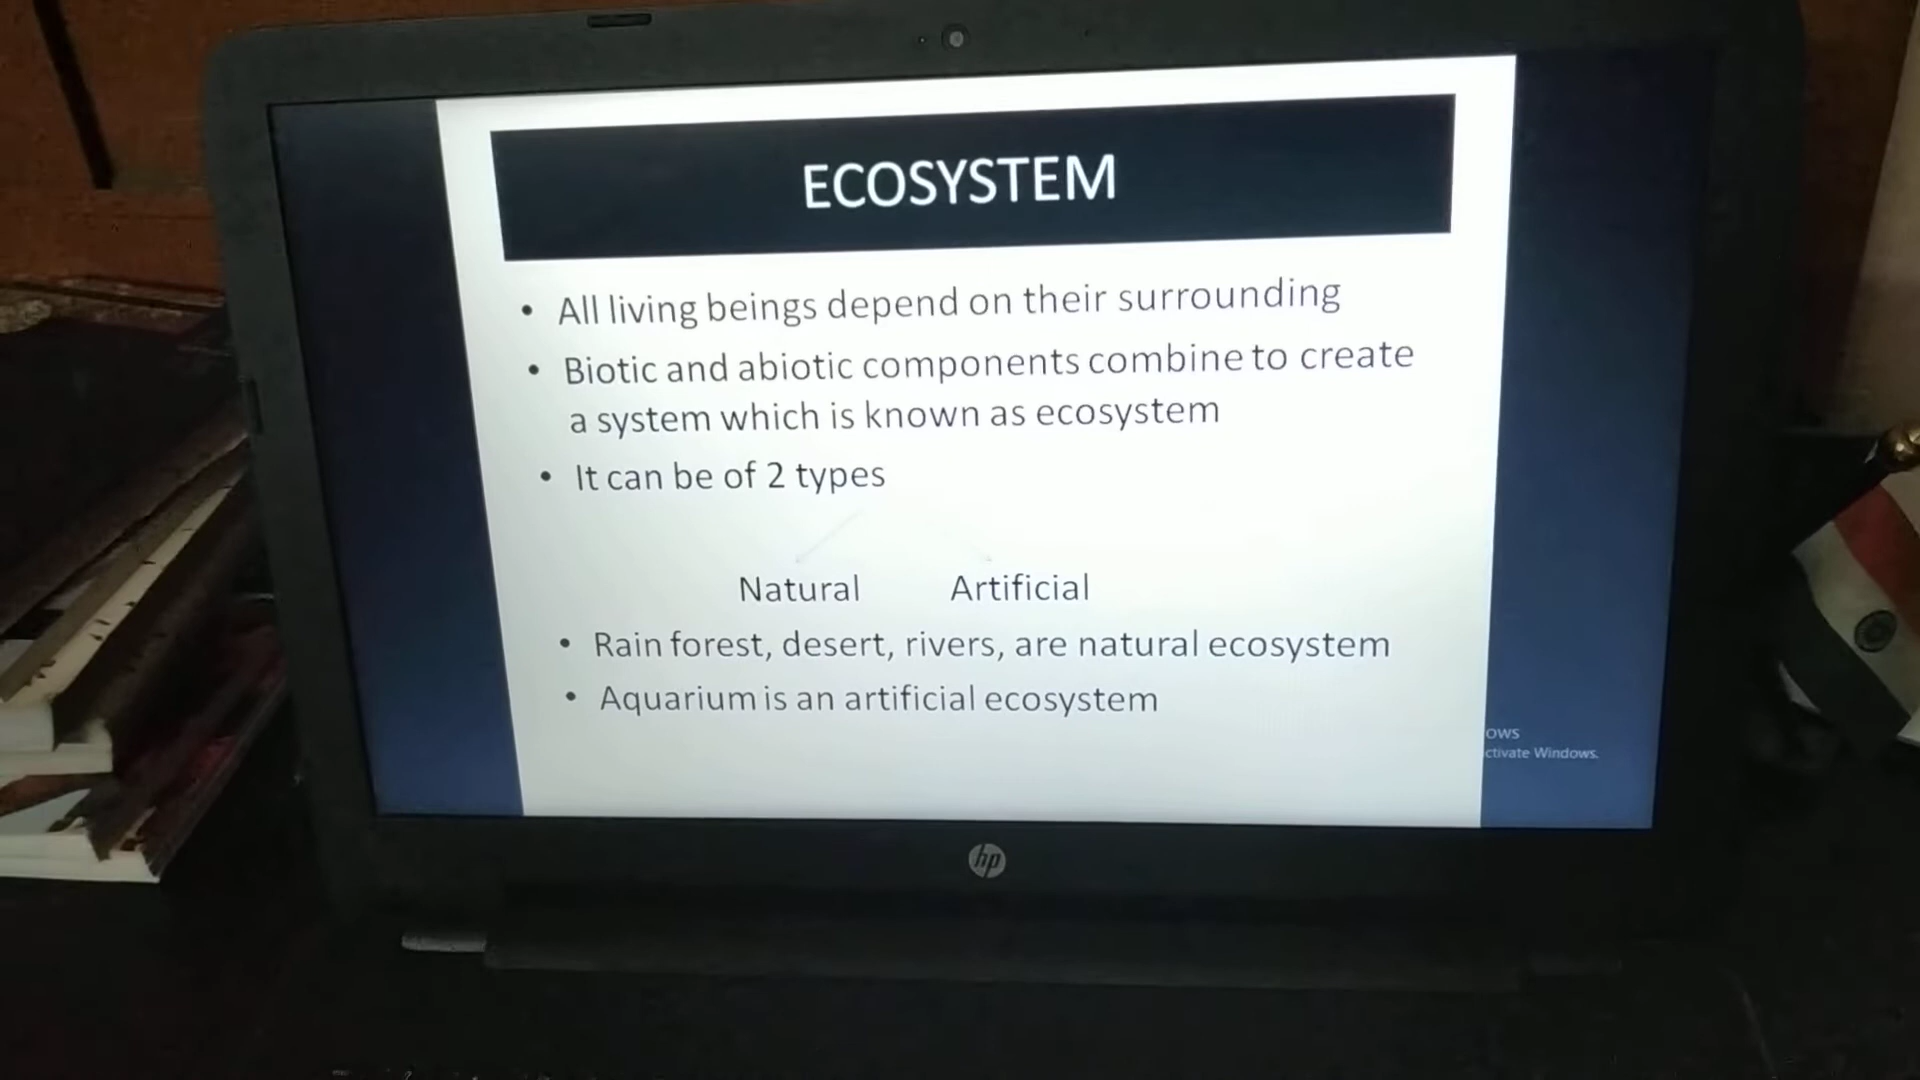 ECOSYSTEM
• All living beings depend on their surrounding
• Biotic and abiotic components combine to create
a system which is known as ecosystem
• It can be of 2 types
Natural Artificial
• Rain forest, desert, rivers, are natural ecosystem
• Aquarium is an artificial ecosystem
ows
ctivate Windows.
hp